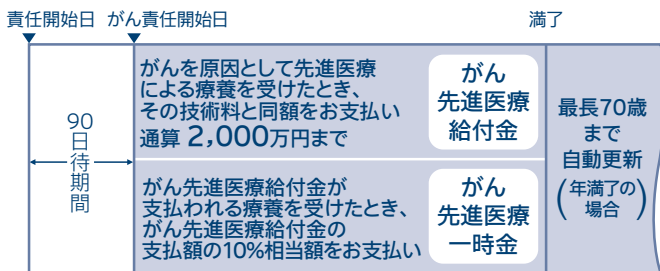 責任開始日 がん責任開始日 満了
90日待期間
がんを原因として先進医療
による療養を受けたとき、
その技術料と同額をお支払い
通算 2,000万円まで
がん
先進医療
給付金
がん先進医療給付金が
支払われる療養を受けたとき、
がん先進医療給付金の
支払額の10%相当額をお支払い
がん
先進医療
一時金
最長70歳
まで
自動更新
(年満了の
場合)